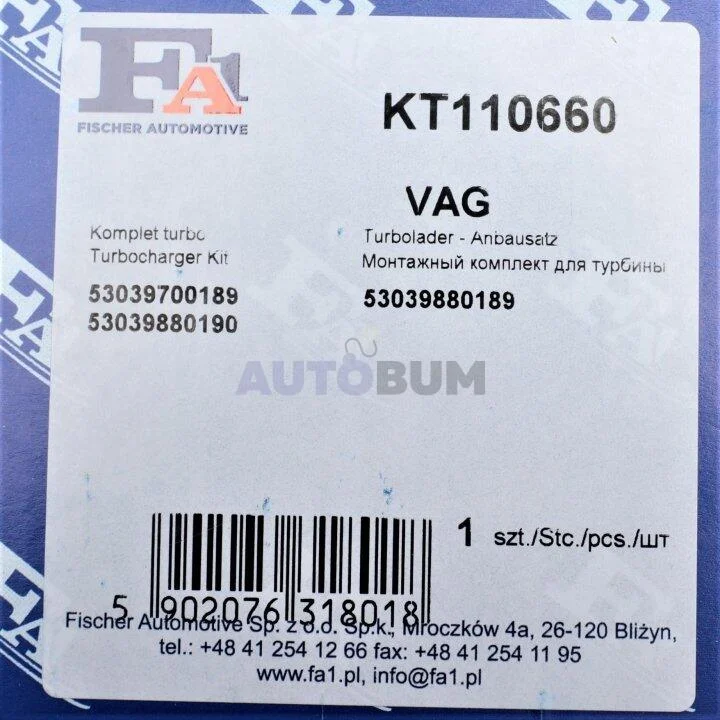 FA1
FISCHER AUTOMOTIVE
KT110660
VAG
Komplet turbo
Turbocharger Kit
Turbolader - Anbausatz
Монтажный комплект для турбины
53039700189
53039880190
53039880189
AUTOBUM
1 szt./Stc./pcs./шт
5 902076 318018
Fischer Automotive Sp. z o.o. Sp.k., Mroczków 4a, 26-120 Bliżyn,
tel.: +48 41 254 12 66 fax: +48 41 254 11 95
www.fa1.pl, info@fa1.pl